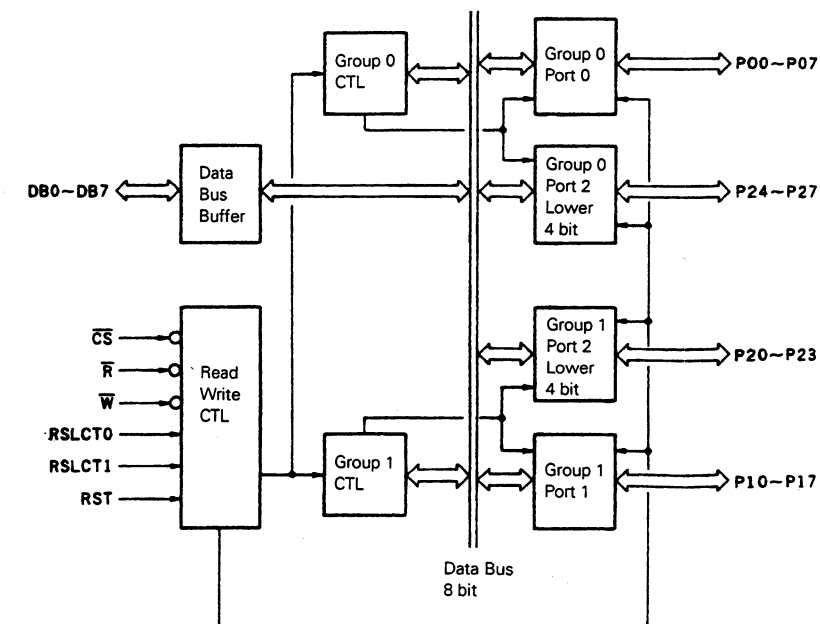 Group 0
CTL
Group 0
Port 0
P00~P07
DB0~DB7
Data
Bus
Buffer
Group 0
Port 2
Lower
4 bit
P24~P27
CS
R
W
RSLCT0
RSLCT1
RST
Read
Write
CTL
Group 1
Port 2
Lower
4 bit
P20~P23
Group 1
CTL
Group 1
Port 1
P10~P17
Data Bus
8 bit